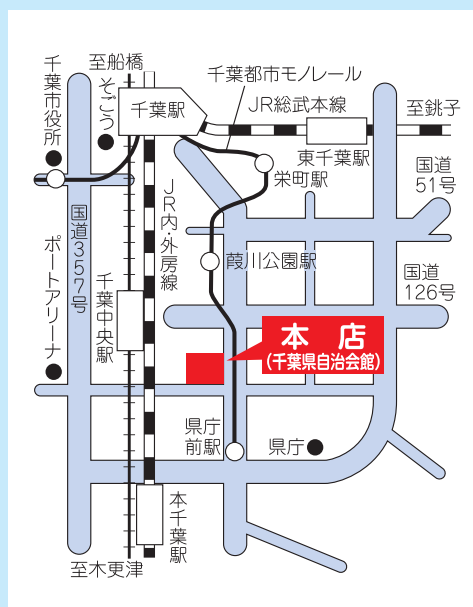 至船橋
千葉市役所
そごう
千葉駅
千葉都市モノレール
JR総武本線
至銚子
東千葉駅
栄町駅
国道
51号
JR内・外房線
国道357号
ポートアリーナ
千葉中央駅
葭川公園駅
国道
126号
本店
(千葉県自治会館)
県庁
前駅
県庁
本千葉駅
至木更津